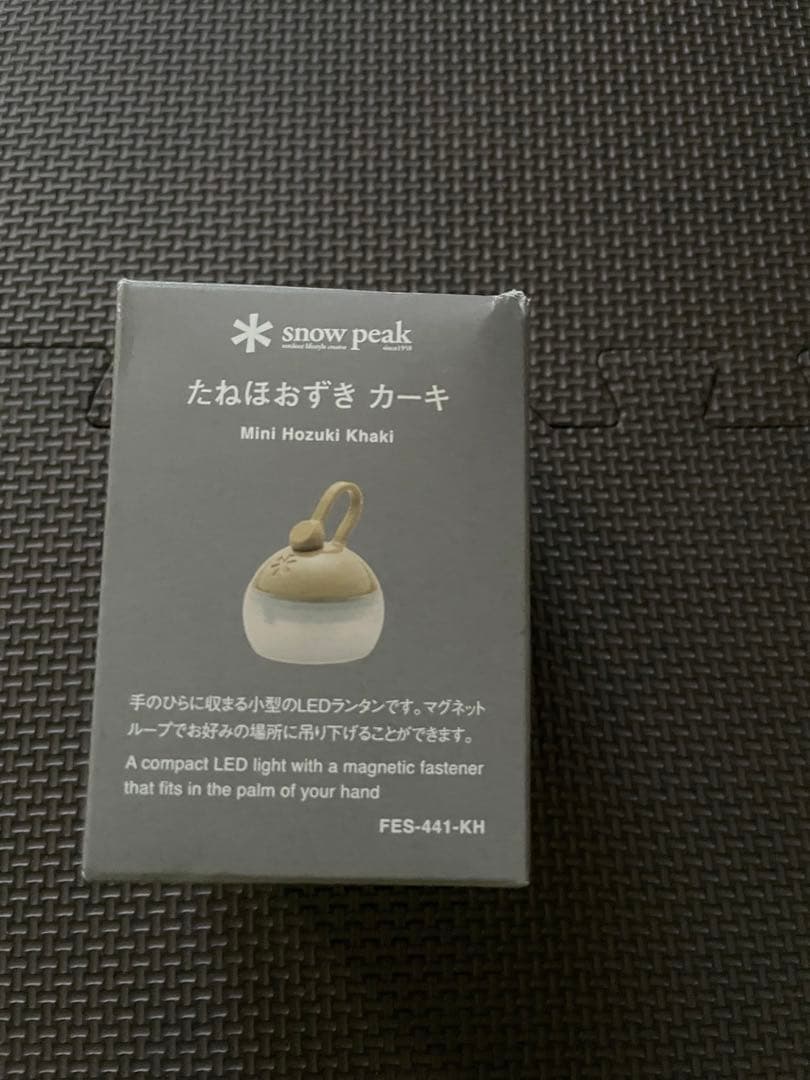 snow peak
outdoor lifestyle creator since1958
たねほおずき カーキ
Mini Hozuki Khaki
手のひらに収まる小型のLEDランタンです。マグネット
ループでお好みの場所に吊り下げることができます。
A compact LED light with a magnetic fastener
that fits in the palm of your hand
FES-441-KH